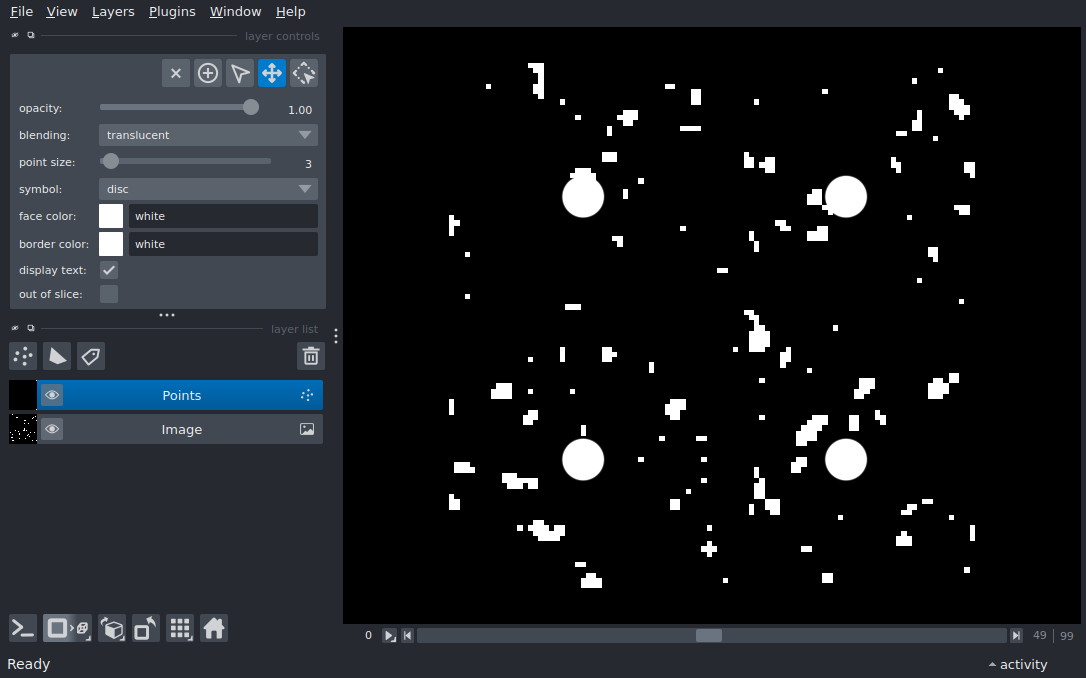 File View Layers Plugins Window Help
layer controls
opacity: 1.00
blending: translucent
point size: 3
symbol: disc
face color: white
border color: white
display text:
out of slice:
layer list
Points
Image
0 49 99
Ready activity